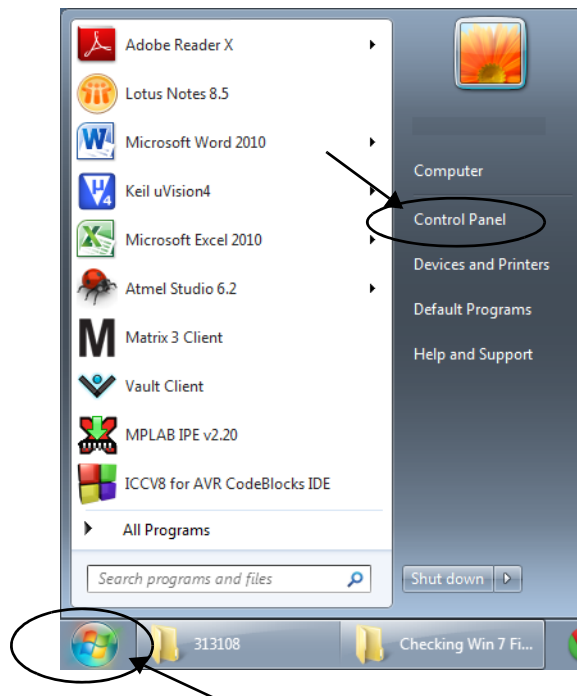 Adobe Reader X
Lotus Notes 8.5
Microsoft Word 2010
Keil uVision4
Microsoft Excel 2010
Atmel Studio 6.2
Matrix 3 Client
Vault Client
MPLAB IPE v2.20
ICCV8 for AVR CodeBlocks IDE
All Programs
Search programs and files
Computer
Control Panel
Devices and Printers
Default Programs
Help and Support
Shut down
313108
Checking Win 7 Fi...